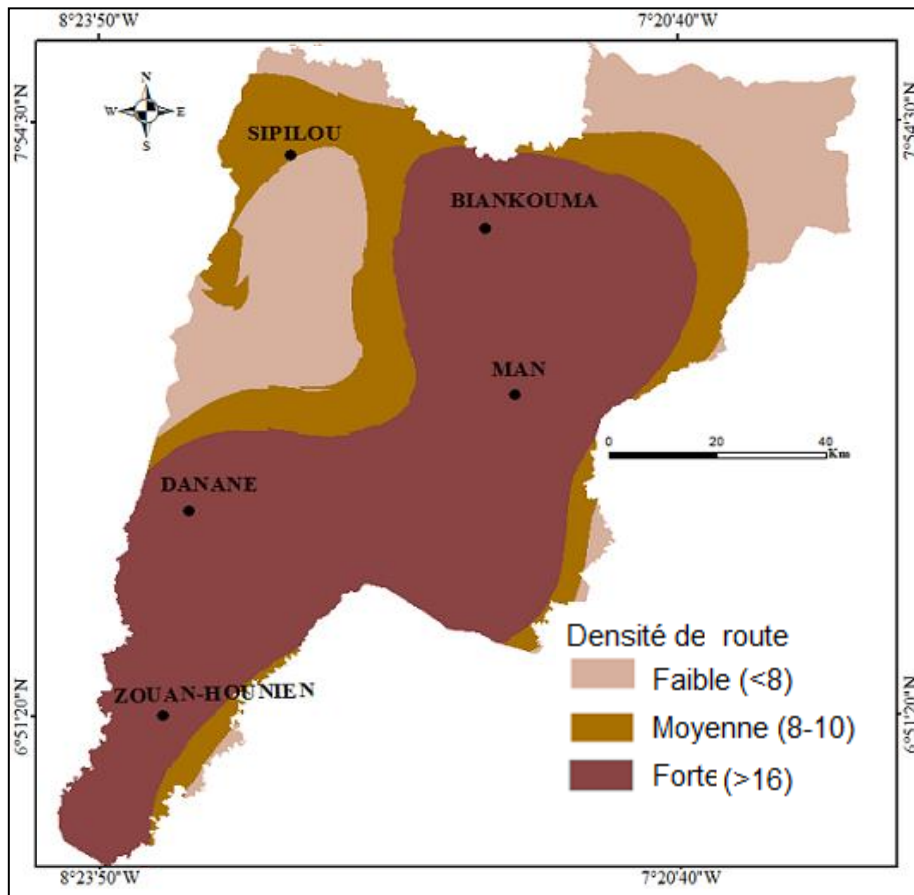 8°23'50"W 7°20'40"W
7°54'30"N 7°54'30"N
N
W E
S
SIPILOU
BIANKOUMA
MAN
0 20 40
Km
DANANE
Densité de route
Faible (<8)
ZOUAN-HOUNIEN
6°51'20"N 6°51'20"N
Moyenne (8-10)
Forte (>16)
8°23'50"W 7°20'40"W